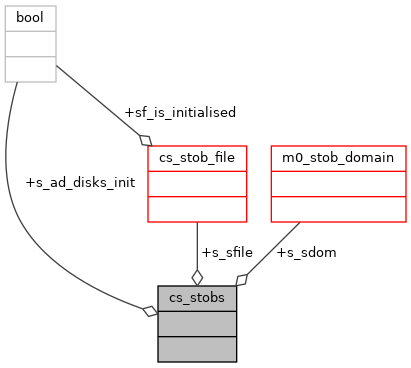 bool
+sf_is_initialised
cs_stob_file
m0_stob_domain
+s_ad_disks_init
+s_sfile
+s_sdom
cs_stobs